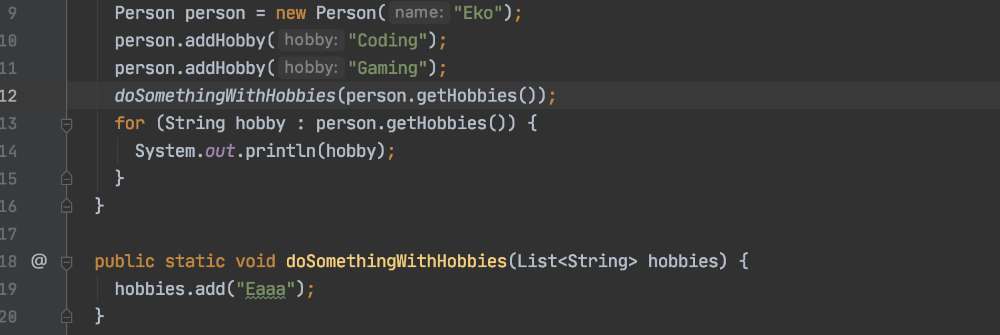 9 Person person = new Person( name: "Eko");
10 person.addHobby( hobby: "Coding");
11 person.addHobby( hobby: "Gaming");
12 doSomethingWithHobbies(person.getHobbies());
13 for (String hobby : person.getHobbies()) {
14 System.out.println(hobby);
15 }
16 }
17
18 @ public static void doSomethingWithHobbies(List<String> hobbies) {
19 hobbies.add("Eaaa");
20 }